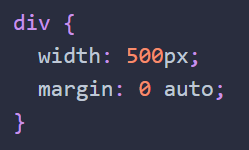 div {
  width: 500px;
  margin: 0 auto;
}